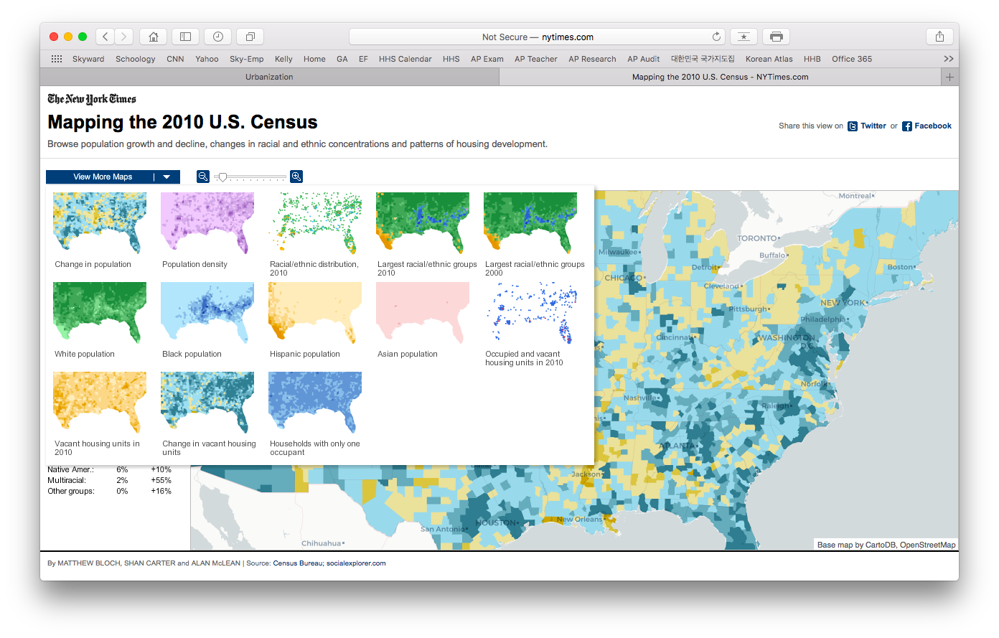 Not Secure — nytimes.com
Skyward Schoology CNN Yahoo Sky-Emp Kelly Home GA EF HHS Calendar HHS AP Exam AP Teacher AP Research AP Audit 대한민국 국가지도집 Korean Atlas HHB Office 365
Urbanization
Mapping the 2010 U.S. Census - NYTimes.com
The New York Times
Mapping the 2010 U.S. Census
Share this view on Twitter or Facebook
Browse population growth and decline, changes in racial and ethnic concentrations and patterns of housing development.
View More Maps
Change in population
Population density
Racial/ethnic distribution,
2010
Largest racial/ethnic groups
2010
Largest racial/ethnic groups
2000
White population
Black population
Hispanic population
Asian population
Occupied and vacant
housing units in 2010
Vacant housing units in
2010
Change in vacant housing
units
Households with only one
occupant
Native Amer.: 6% +10%
Multiracial: 2% +55%
Other groups: 0% +16%
Montreal
TORONTO
Buffalo
Milwaukee
Detroit
Boston
CHICAGO
Cleveland
NEW YORK
Pittsburgh
Philadelphia
Cincinnati
WASHINGTON
D.C.
Norfolk
Nashville
Raleigh
ATLANTA
Jackson
New Orleans
HOUSTON
San Antonio
Chihuahua
Base map by CartoDB, OpenStreetMap
By MATTHEW BLOCH, SHAN CARTER and ALAN McLEAN | Source: Census Bureau; socialexplorer.com